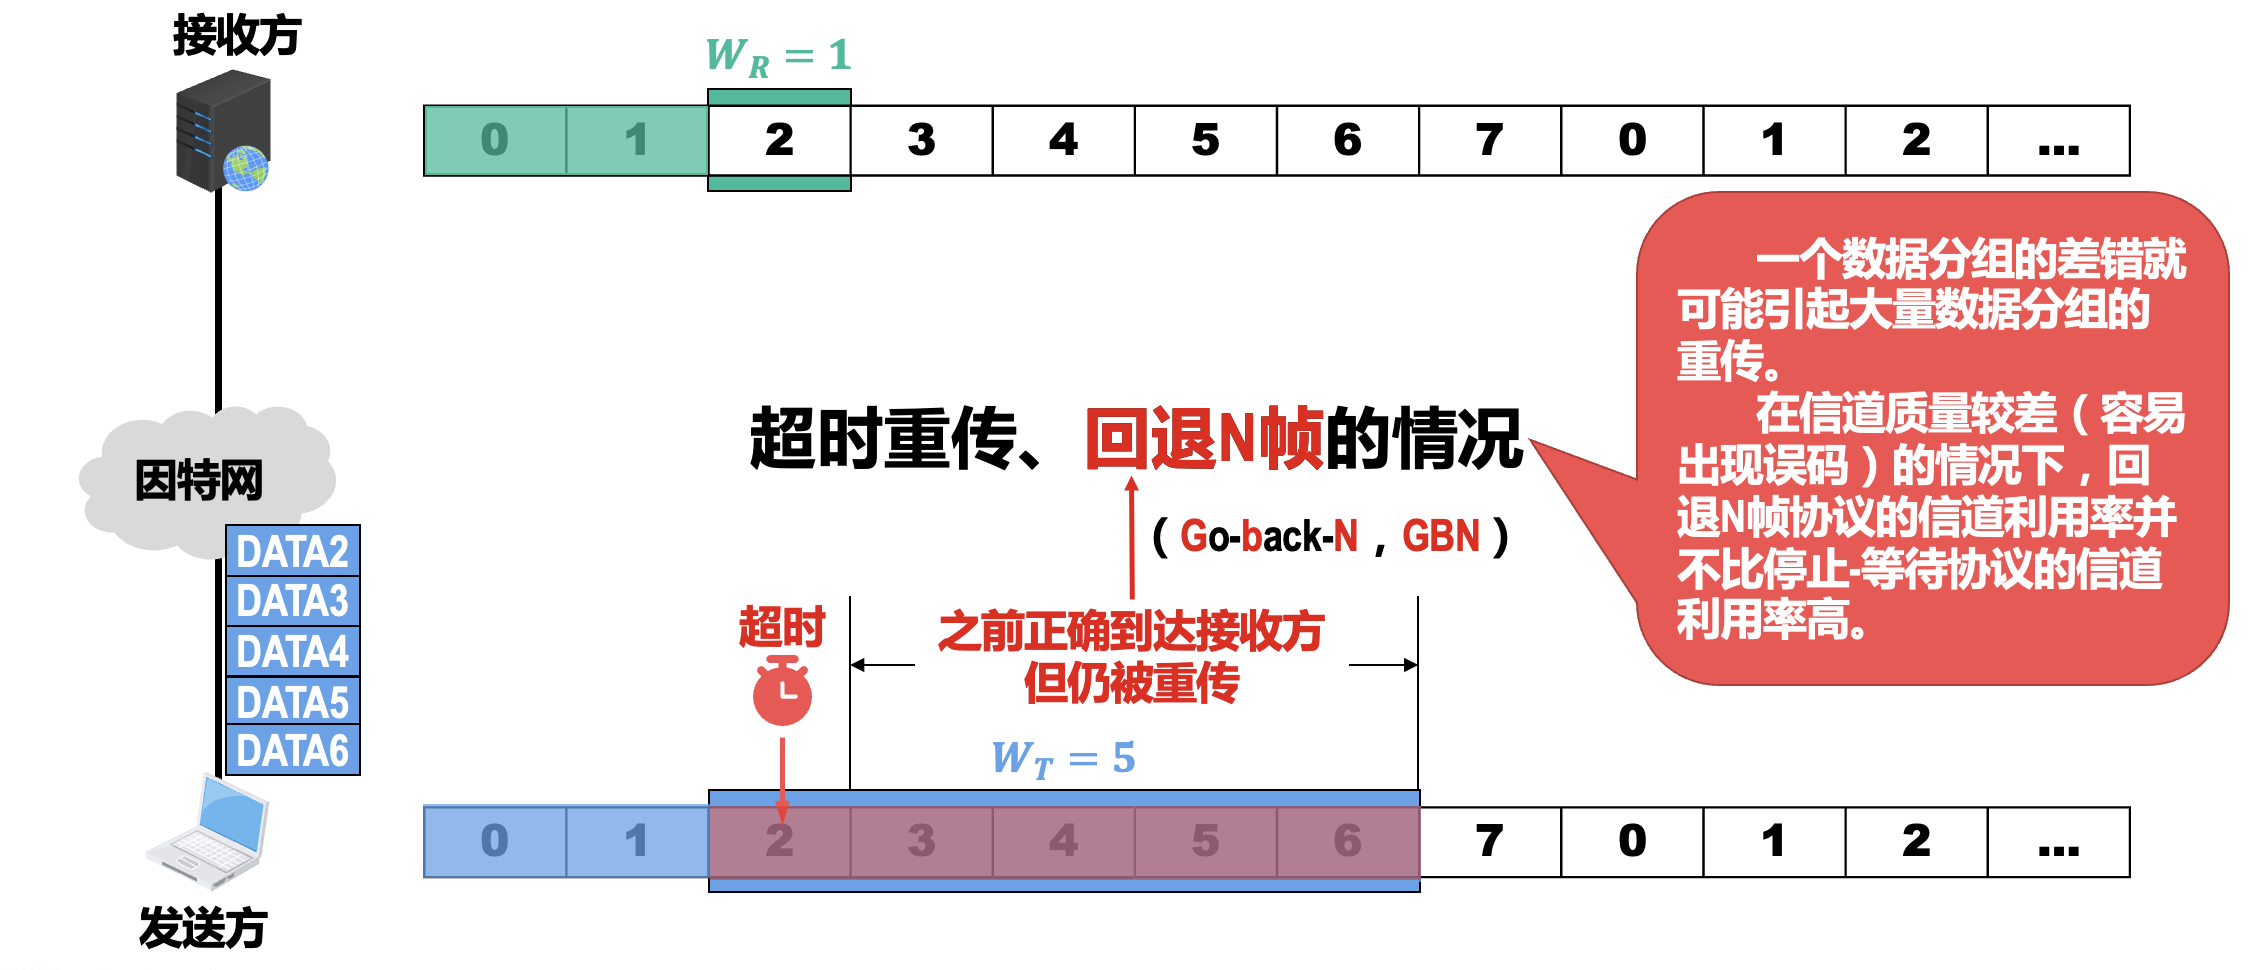 接收方
W_R = 1
0 1 2 3 4 5 6 7 0 1 2 ...
一个数据分组的差错就
可能引起大量数据分组的
重传。
在信道质量较差（容易
出现误码）的情况下，回
退N帧协议的信道利用率并
不比停止-等待协议的信道
利用率高。
超时重传、回退N帧的情况
（Go-back-N，GBN）
因特网
DATA2
DATA3
DATA4
DATA5
DATA6
超时
之前正确到达接收方
但仍被重传
W_T = 5
0 1 2 3 4 5 6 7 0 1 2 ...
发送方